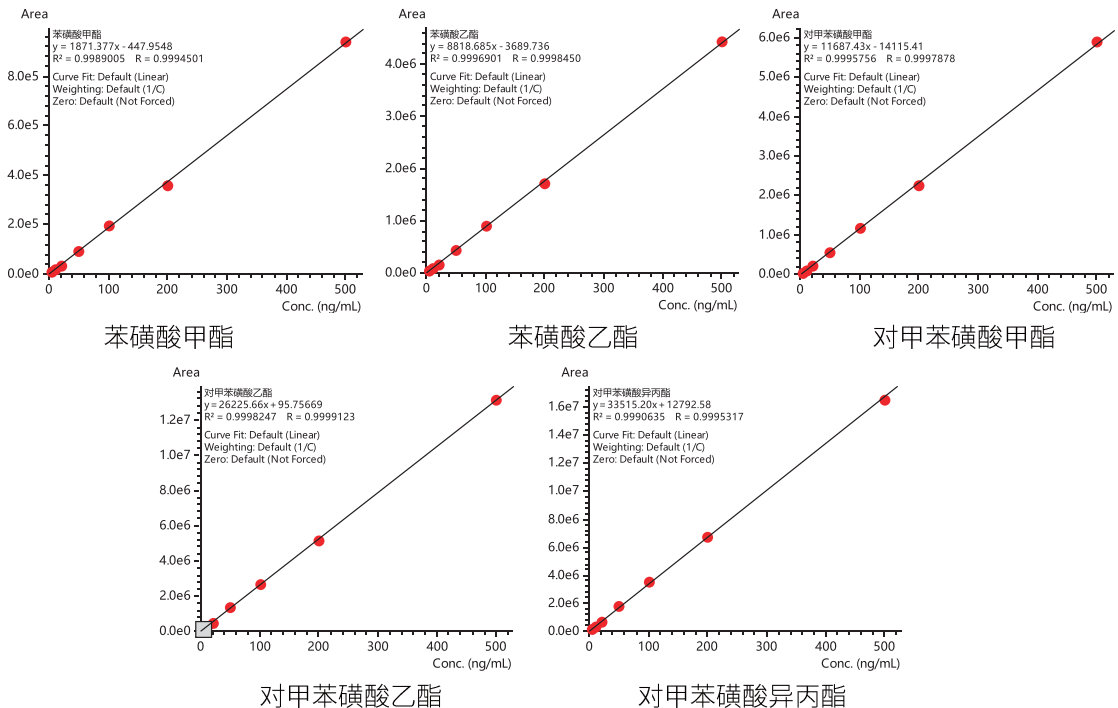 Area
苯磺酸甲酯
y = 1871.377x - 447.9548
R² = 0.9989005 R = 0.9994501
Curve Fit: Default (Linear)
Weighting: Default (1/C)
Zero: Default (Not Forced)
8.0e5
6.0e5
4.0e5
2.0e5
0.0e0
0 100 200 300 400 500
Conc. (ng/mL)
苯磺酸甲酯
Area
苯磺酸乙酯
y = 8818.685x - 3689.736
R² = 0.9996901 R = 0.9998450
Curve Fit: Default (Linear)
Weighting: Default (1/C)
Zero: Default (Not Forced)
4.0e6
3.0e6
2.0e6
1.0e6
0.0e0
0 100 200 300 400 500
Conc. (ng/mL)
苯磺酸乙酯
Area
对甲苯磺酸甲酯
y = 11687.43x - 14115.41
R² = 0.9995756 R = 0.9997878
Curve Fit: Default (Linear)
Weighting: Default (1/C)
Zero: Default (Not Forced)
6.0e6
5.0e6
4.0e6
3.0e6
2.0e6
1.0e6
0.0e0
0 100 200 300 400 500
Conc. (ng/mL)
对甲苯磺酸甲酯
Area
对甲苯磺酸乙酯
y = 26225.66x + 95.75669
R² = 0.9998247 R = 0.9999123
Curve Fit: Default (Linear)
Weighting: Default (1/C)
Zero: Default (Not Forced)
1.2e7
1.0e7
8.0e6
6.0e6
4.0e6
2.0e6
0.0e0
0 100 200 300 400 500
Conc. (ng/mL)
对甲苯磺酸乙酯
Area
对甲苯磺酸异丙酯
y = 33515.20x + 12792.58
R² = 0.9990635 R = 0.9995317
Curve Fit: Default (Linear)
Weighting: Default (1/C)
Zero: Default (Not Forced)
1.6e7
1.4e7
1.2e7
1.0e7
8.0e6
6.0e6
4.0e6
2.0e6
0.0e0
0 100 200 300 400 500
Conc. (ng/mL)
对甲苯磺酸异丙酯